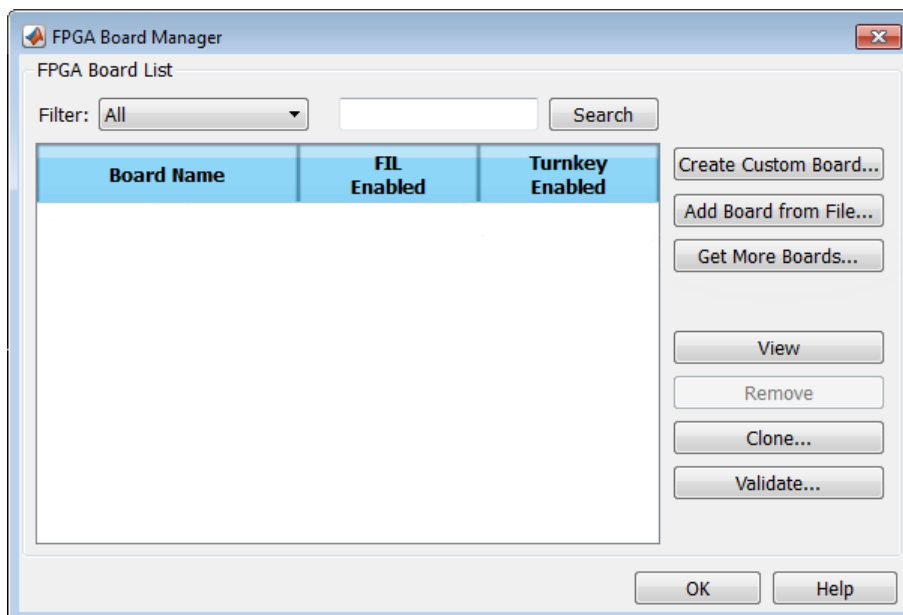 FPGA Board Manager
FPGA Board List
Filter: All Search
Board Name FIL Enabled Turnkey Enabled
Create Custom Board...
Add Board from File...
Get More Boards...
View
Remove
Clone...
Validate...
OK Help